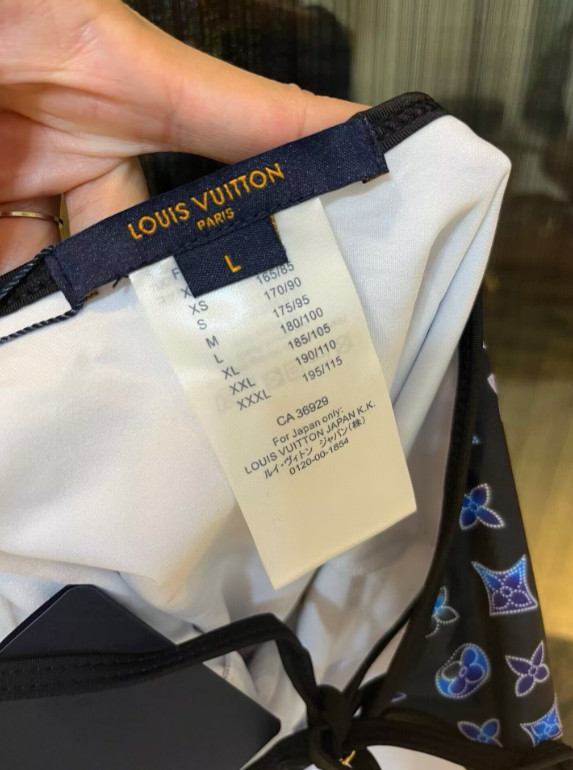 LOUIS VUITTON
PARIS
L
165/85
XS 170/90
S 175/95
M 180/100
L 185/105
XL 190/110
XXL 195/115
XXXL
CA 36929
For Japan only:
LOUIS VUITTON JAPAN K.K.
ルイ・ヴィトン ジャパン(株)
0120-00-1854